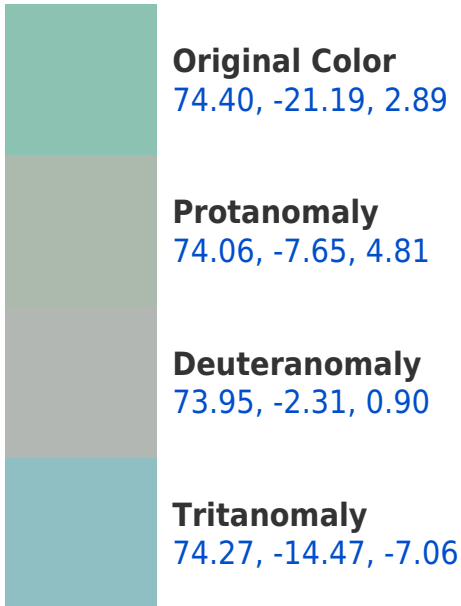 Original Color
74.40, -21.19, 2.89
Protanomaly
74.06, -7.65, 4.81
Deuteranomaly
73.95, -2.31, 0.90
Tritanomaly
74.27, -14.47, -7.06